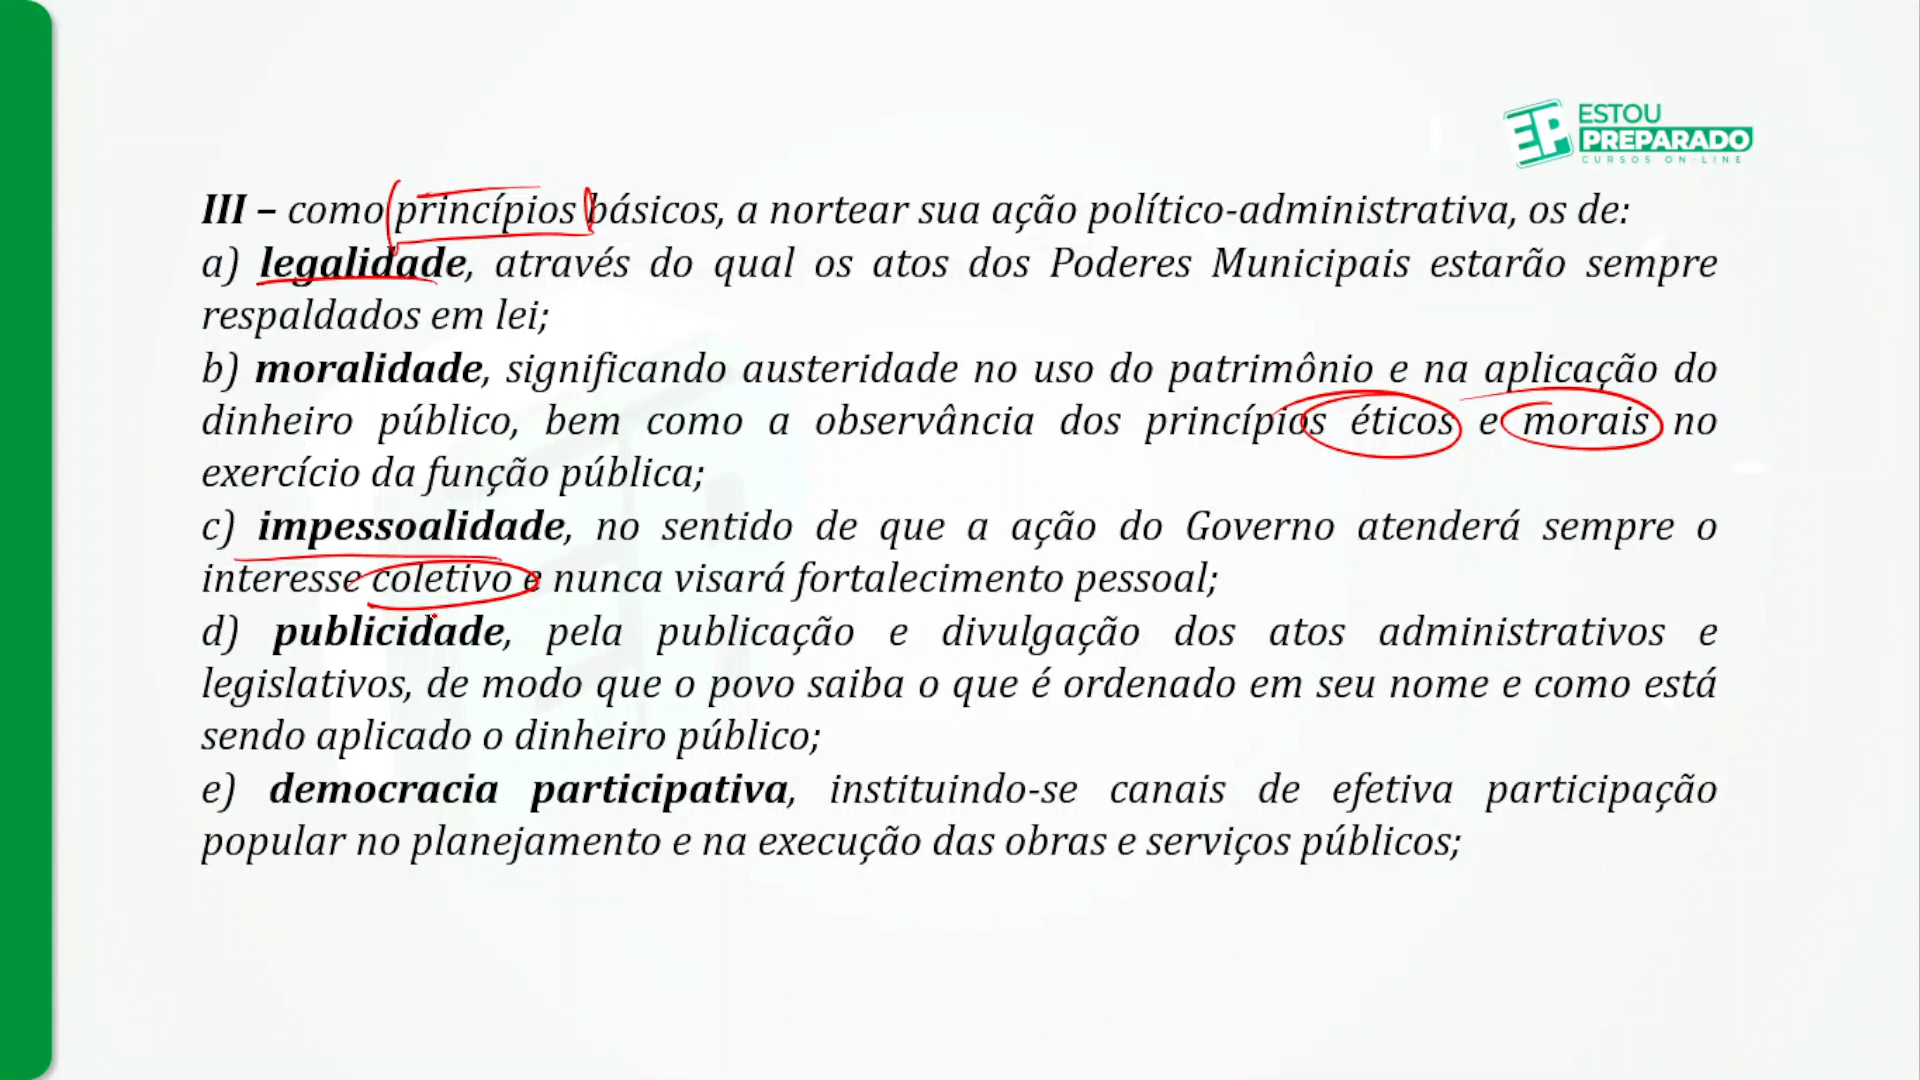 EP ESTOU
PREPARADO
CURSOS ON-LINE
III – como princípios básicos, a nortear sua ação político-administrativa, os de:
a) legalidade, através do qual os atos dos Poderes Municipais estarão sempre
respaldados em lei;
b) moralidade, significando austeridade no uso do patrimônio e na aplicação do
dinheiro público, bem como a observância dos princípios éticos e morais no
exercício da função pública;
c) impessoalidade, no sentido de que a ação do Governo atenderá sempre o
interesse coletivo e nunca visará fortalecimento pessoal;
d) publicidade, pela publicação e divulgação dos atos administrativos e
legislativos, de modo que o povo saiba o que é ordenado em seu nome e como está
sendo aplicado o dinheiro público;
e) democracia participativa, instituindo-se canais de efetiva participação
popular no planejamento e na execução das obras e serviços públicos;